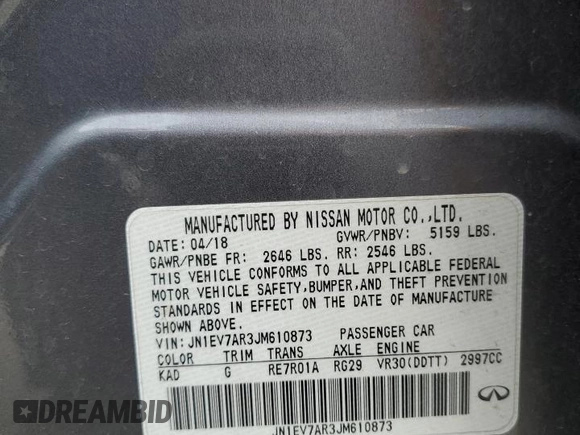 MANUFACTURED BY NISSAN MOTOR CO.,LTD.
DATE: 04/18 GVWR/PNBV: 5159 LBS.
GAWR/PNBE FR: 2646 LBS. RR: 2546 LBS.
THIS VEHICLE CONFORMS TO ALL APPLICABLE FEDERAL
MOTOR VEHICLE SAFETY,BUMPER,AND THEFT PREVENTION
STANDARDS IN EFFECT ON THE DATE OF MANUFACTURE
SHOWN ABOVE.
VIN: JN1EV7AR3JM610873 PASSENGER CAR
COLOR TRIM TRANS AXLE ENGINE
KAD G RE7R01A RG29 VR30(DDTT) 2997CC
JN1EV7AR3JM610873
DREAMBID